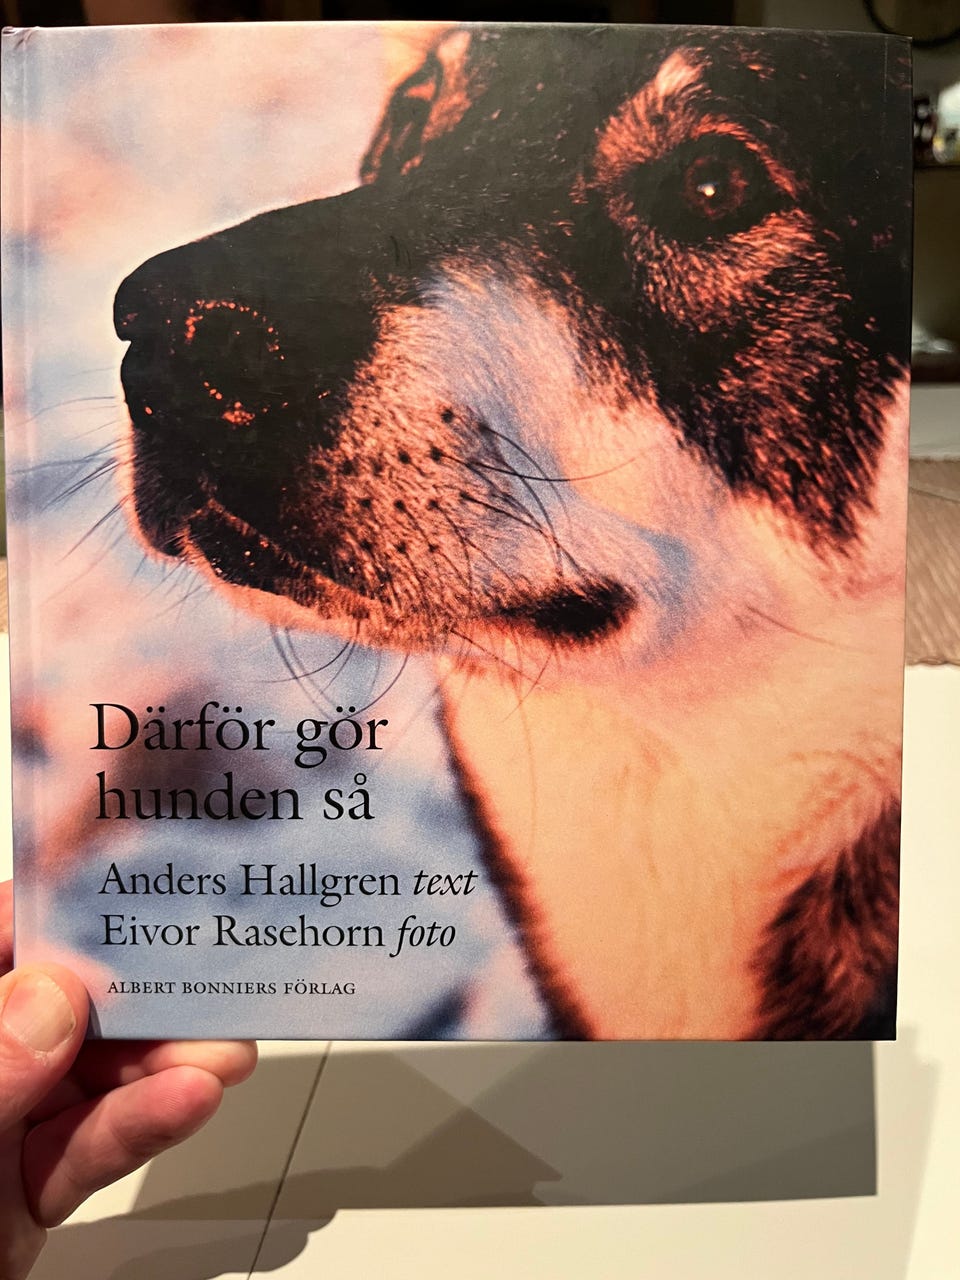 Därför gör
hunden så
Anders Hallgren text
Eivor Rasehorn foto
ALBERT BONNIERS FÖRLAG